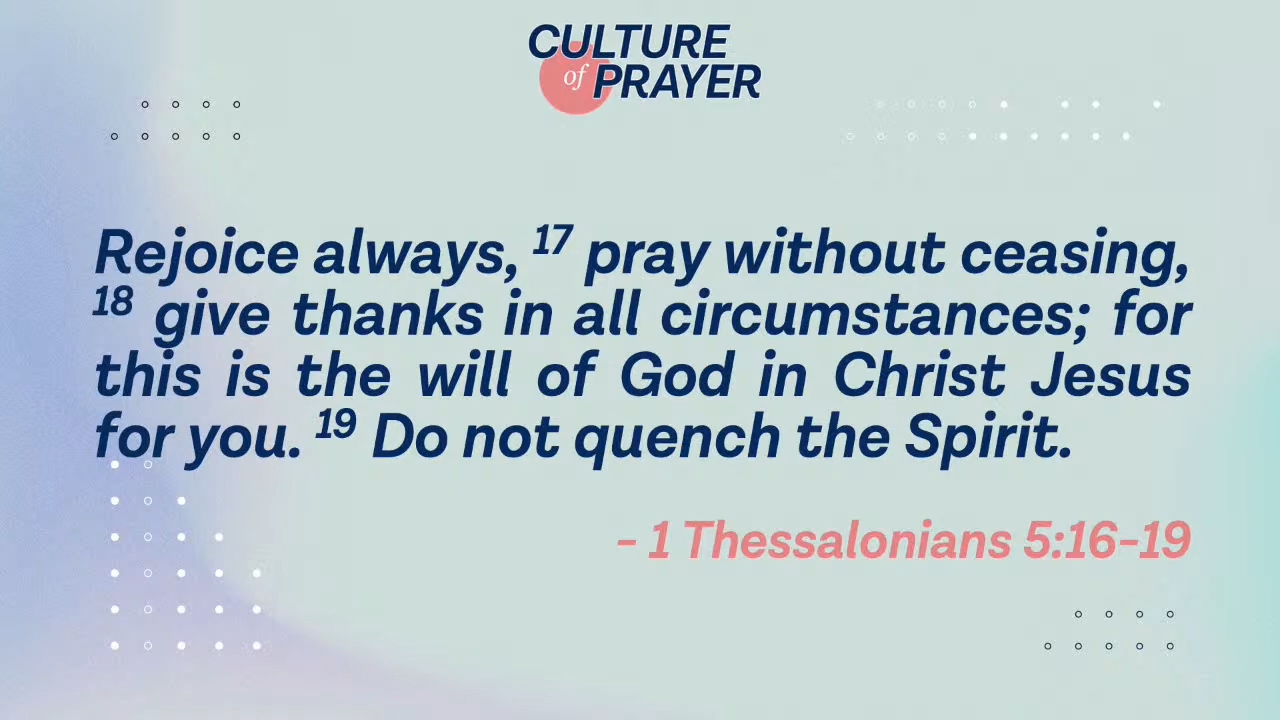 CULTURE
of PRAYER
Rejoice always, 17 pray without ceasing,
18 give thanks in all circumstances; for
this is the will of God in Christ Jesus
for you. 19 Do not quench the Spirit.
- 1 Thessalonians 5:16-19